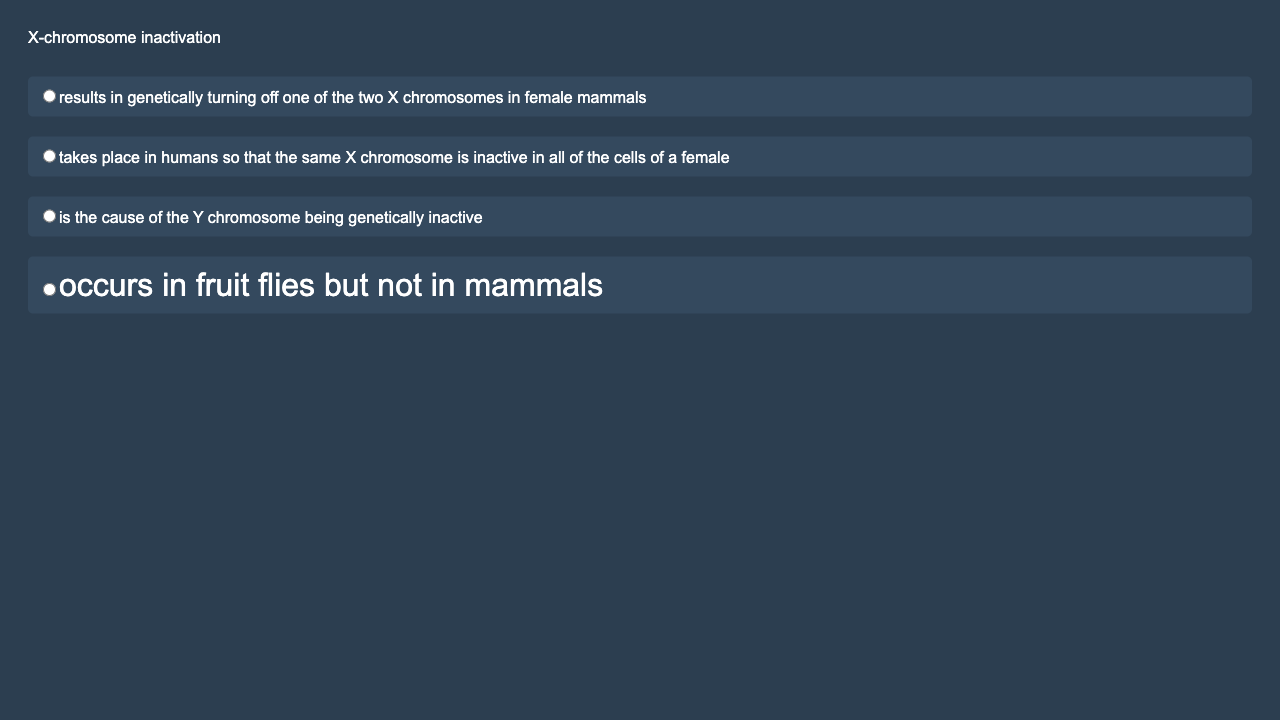 X-chromosome inactivation
results in genetically turning off one of the two X chromosomes in female mammals
takes place in humans so that the same X chromosome is inactive in all of the cells of a female
is the cause of the Y chromosome being genetically inactive
occurs in fruit flies but not in mammals